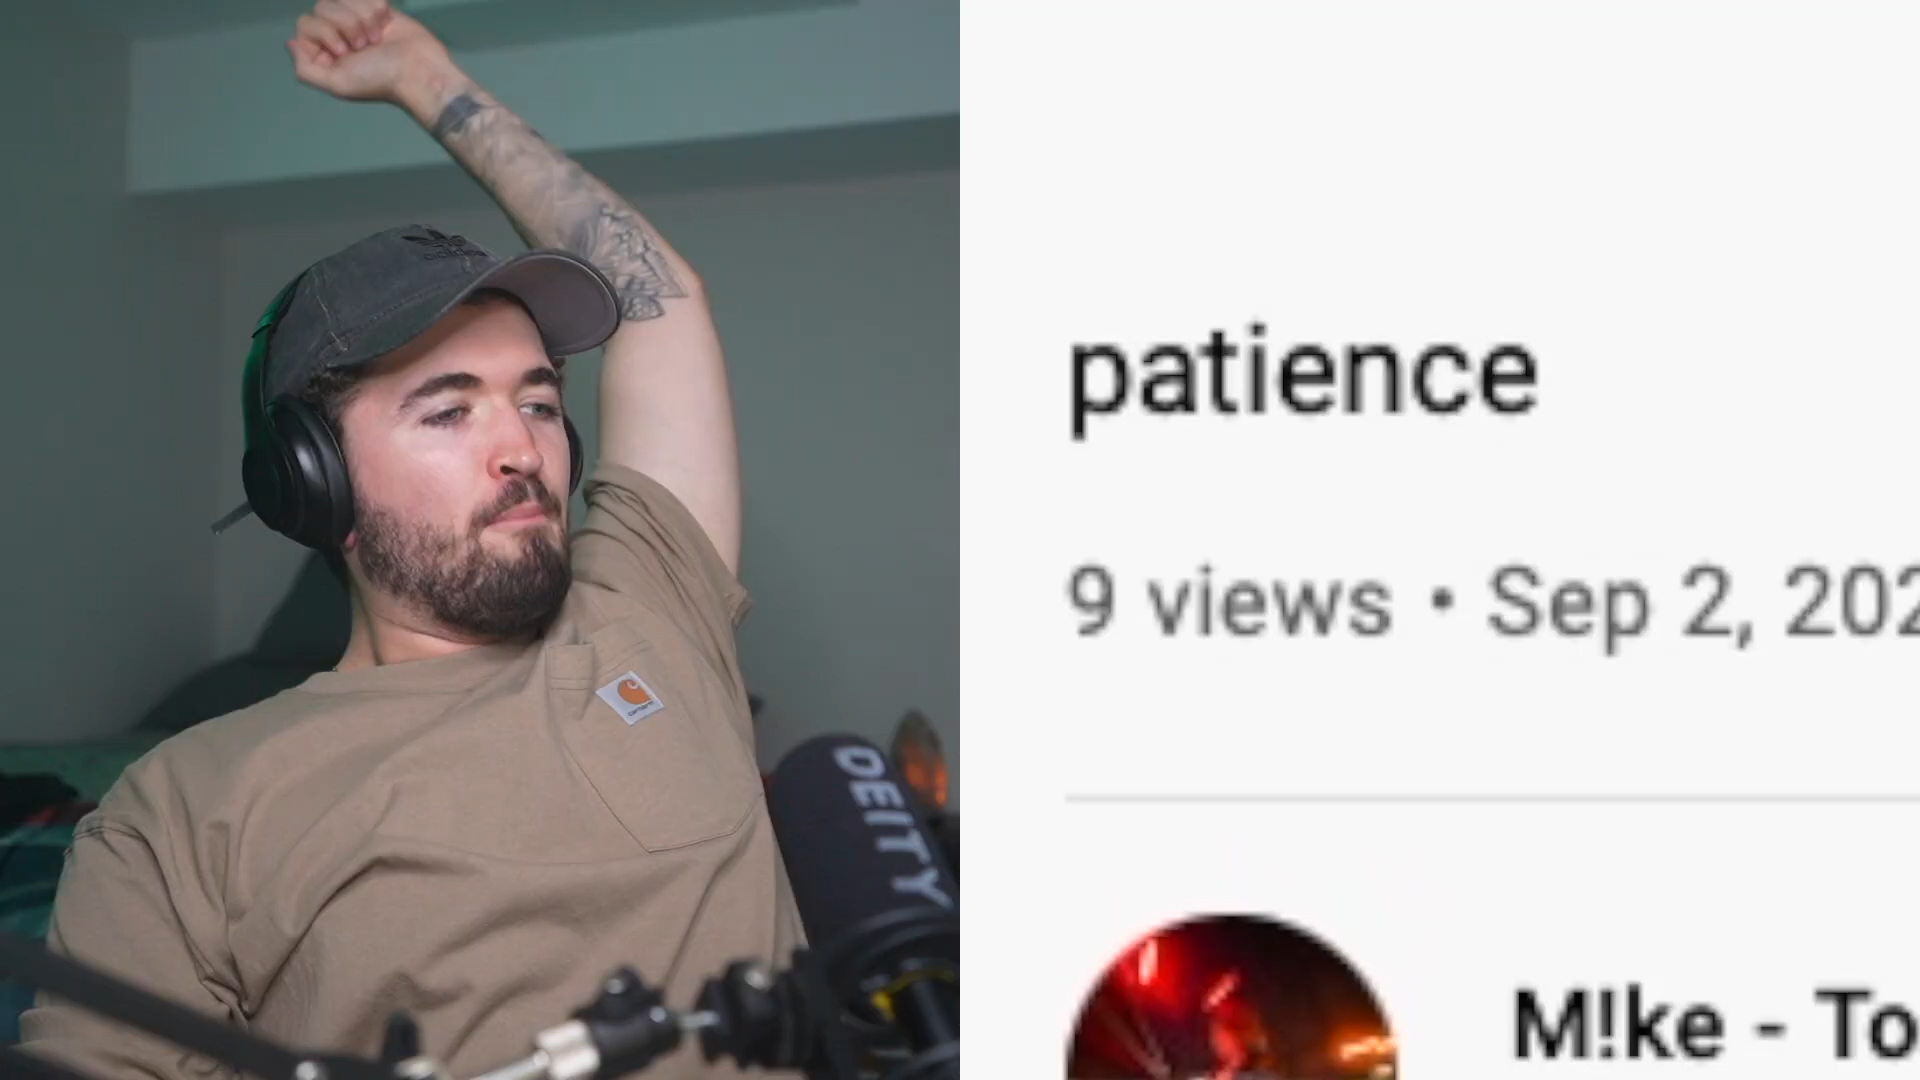 DEITY
patience
9 views • Sep 2, 202
M!ke - To